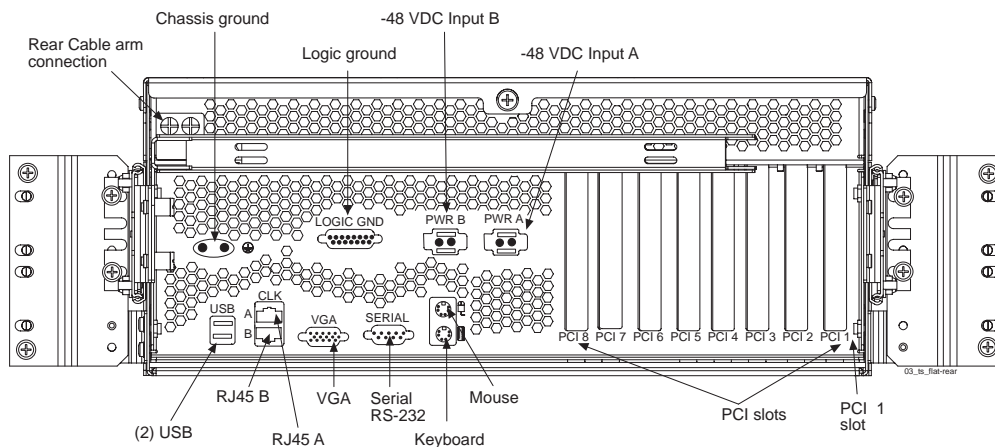 Chassis ground
-48 VDC Input B
Rear Cable arm
connection
Logic ground
-48 VDC Input A
LOGIC GND
PWR B
PWR A
USB
CLK
A
B
VGA
SERIAL
PCI 8
PCI 7
PCI 6
PCI 5
PCI 4
PCI 3
PCI 2
PCI 1
03_ts_flat-rear
RJ45 B
VGA
Serial
RS-232
Mouse
PCI slots
PCI 1
slot
(2) USB
RJ45 A
Keyboard